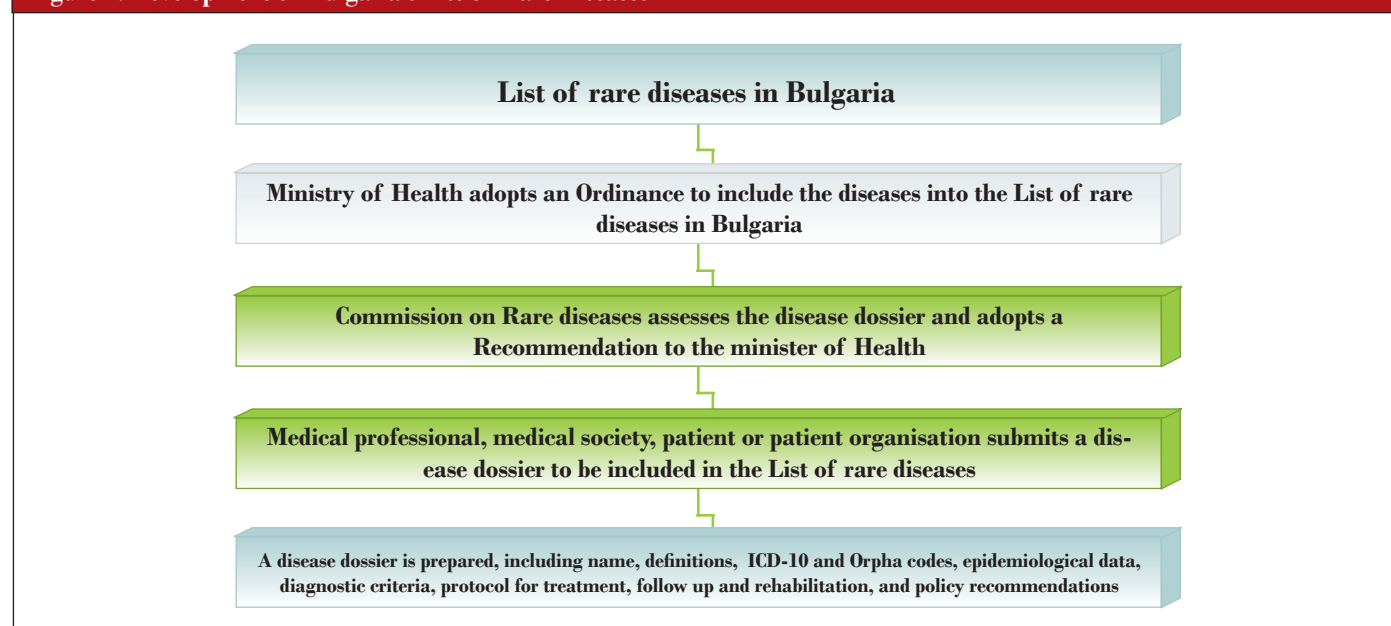 List of rare diseases in Bulgaria
Ministry of Health adopts an Ordinance to include the diseases into the List of rare
diseases in Bulgaria
Commission on Rare diseases assesses the disease dossier and adopts a
Recommendation to the minister of Health
Medical professional, medical society, patient or patient organisation submits a dis-
ease dossier to be included in the List of rare diseases
A disease dossier is prepared, including name, definitions, ICD-10 and Orpha codes, epidemiological data,
diagnostic criteria, protocol for treatment, follow up and rehabilitation, and policy recommendations